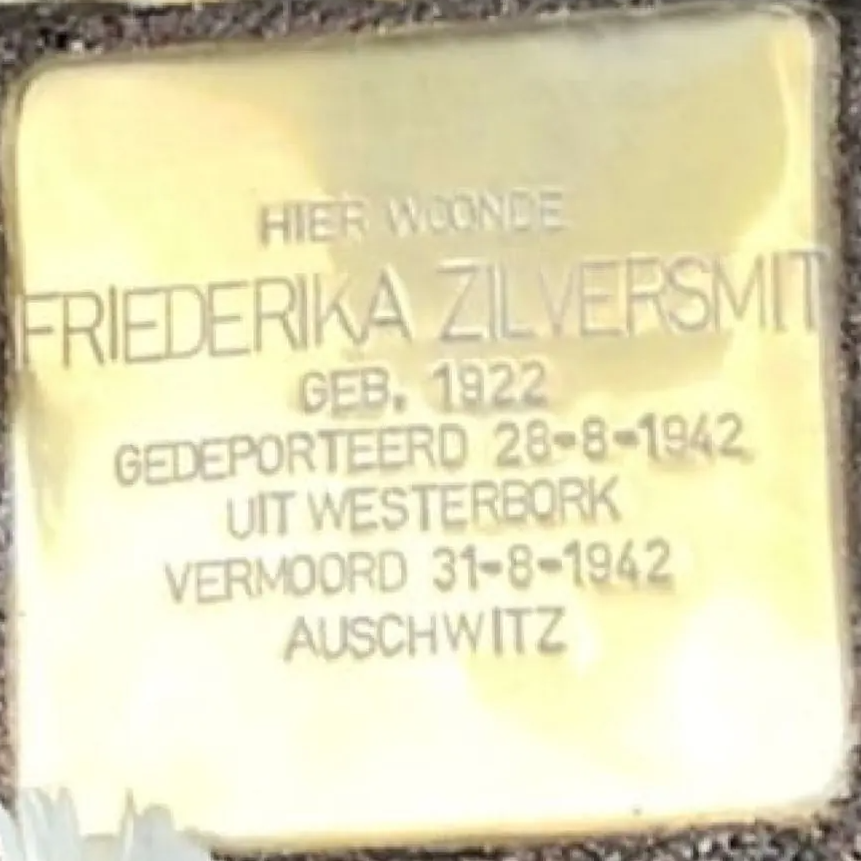 HIER WOONDE
FRIEDERIKA ZILVERSMIT
GEB. 1922
GEDEPORTEERD 28-8-1942
UIT WESTERBORK
VERMOORD 31-8-1942
AUSCHWITZ